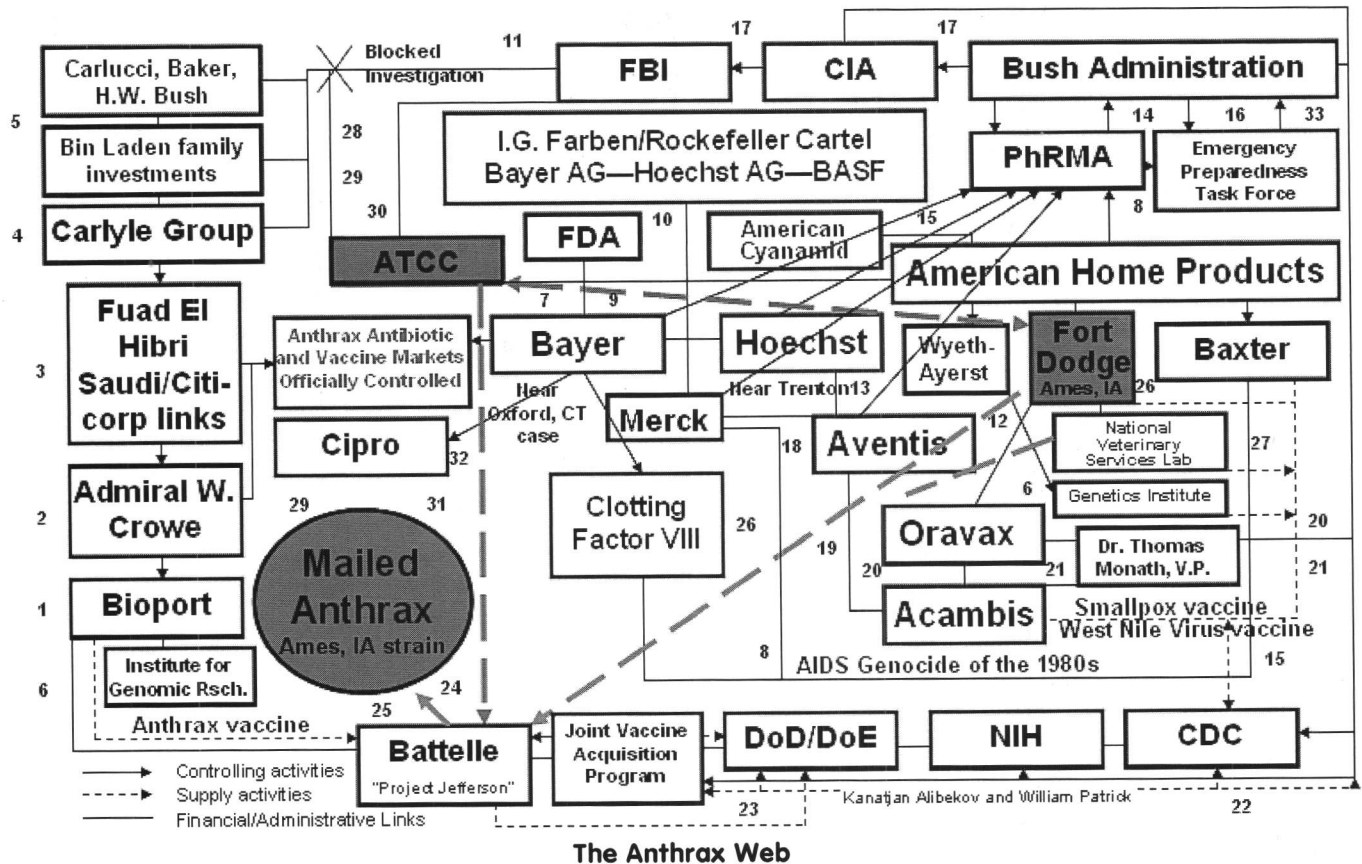 11
Blocked
Investigation
17
17
Carlucci, Baker,
H.W. Bush
FBI
CIA
Bush Administration
5
28
I.G. Farben/Rockefeller Cartel
Bayer AG—Hoechst AG—BASF
14
16
33
Bin Laden family
investments
29
PhRMA
Emergency
Preparedness
Task Force
30
10
15
8
4
Carlyle Group
FDA
American
Cyanamid
ATCC
American Home Products
7
9
Fuad El
Hibri
Saudi/Citi-
corp links
3
Anthrax Antibiotic
and Vaccine Markets
Officially Controlled
Bayer
Hoechst
Wyeth-
Ayerst
Fort
Dodge
Ames, IA
26
Baxter
Near
Oxford, CT
case
Near Trenton
13
Merck
12
Cipro
32
18
Aventis
National
Veterinary
Services Lab
27
Admiral W.
Crowe
2
29
31
6
Genetics Institute
Clotting
Factor VIII
26
19
Oravax
20
Mailed
Anthrax
Ames, IA strain
20
21
Dr. Thomas
Monath, V.P.
21
1
Bioport
Acambis
Smallpox vaccine
West Nile Virus vaccine
Institute for
Genomic Rsch.
8
AIDS Genocide of the 1980s
15
6
24
25
Anthrax vaccine
Battelle
"Project Jefferson"
Joint Vaccine
Acquisition
Program
DoD/DoE
NIH
CDC
Controlling activities
Supply activities
Financial/Administrative Links
23
Kanatjan Alibekov and William Patrick
22
The Anthrax Web